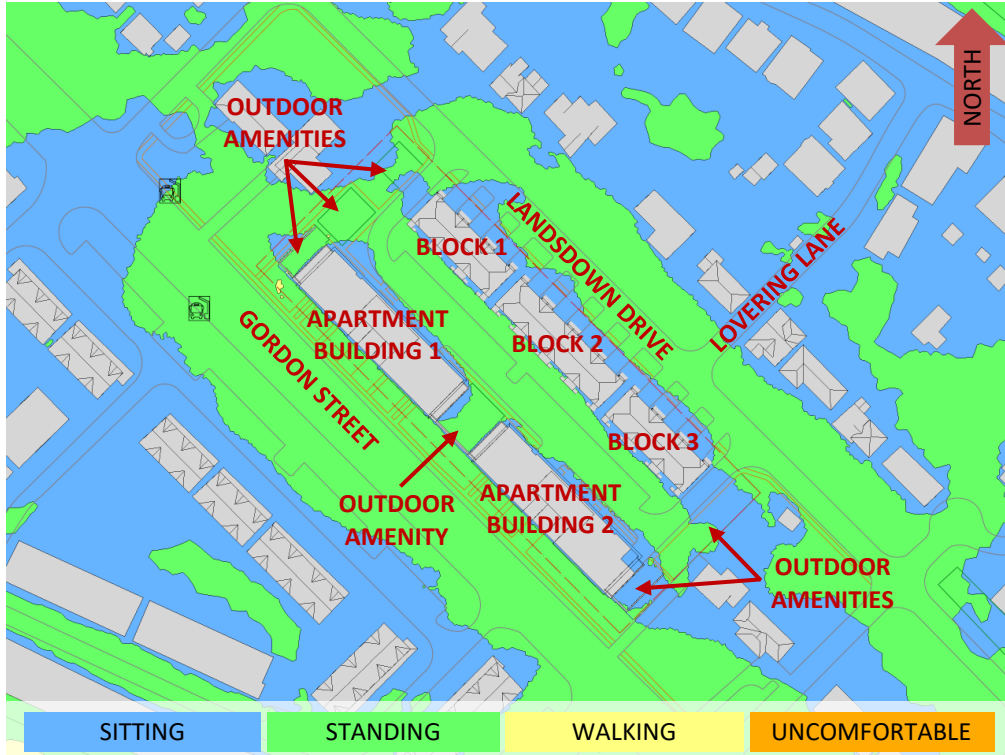 NORTH
OUTDOOR
AMENITIES
BLOCK 1
LANDSDOWN DRIVE
LOVERING LANE
BLOCK 2
APARTMENT
BUILDING 1
GORDON STREET
BLOCK 3
OUTDOOR
AMENITY
APARTMENT
BUILDING 2
OUTDOOR
AMENITIES
SITTING
STANDING
WALKING
UNCOMFORTABLE